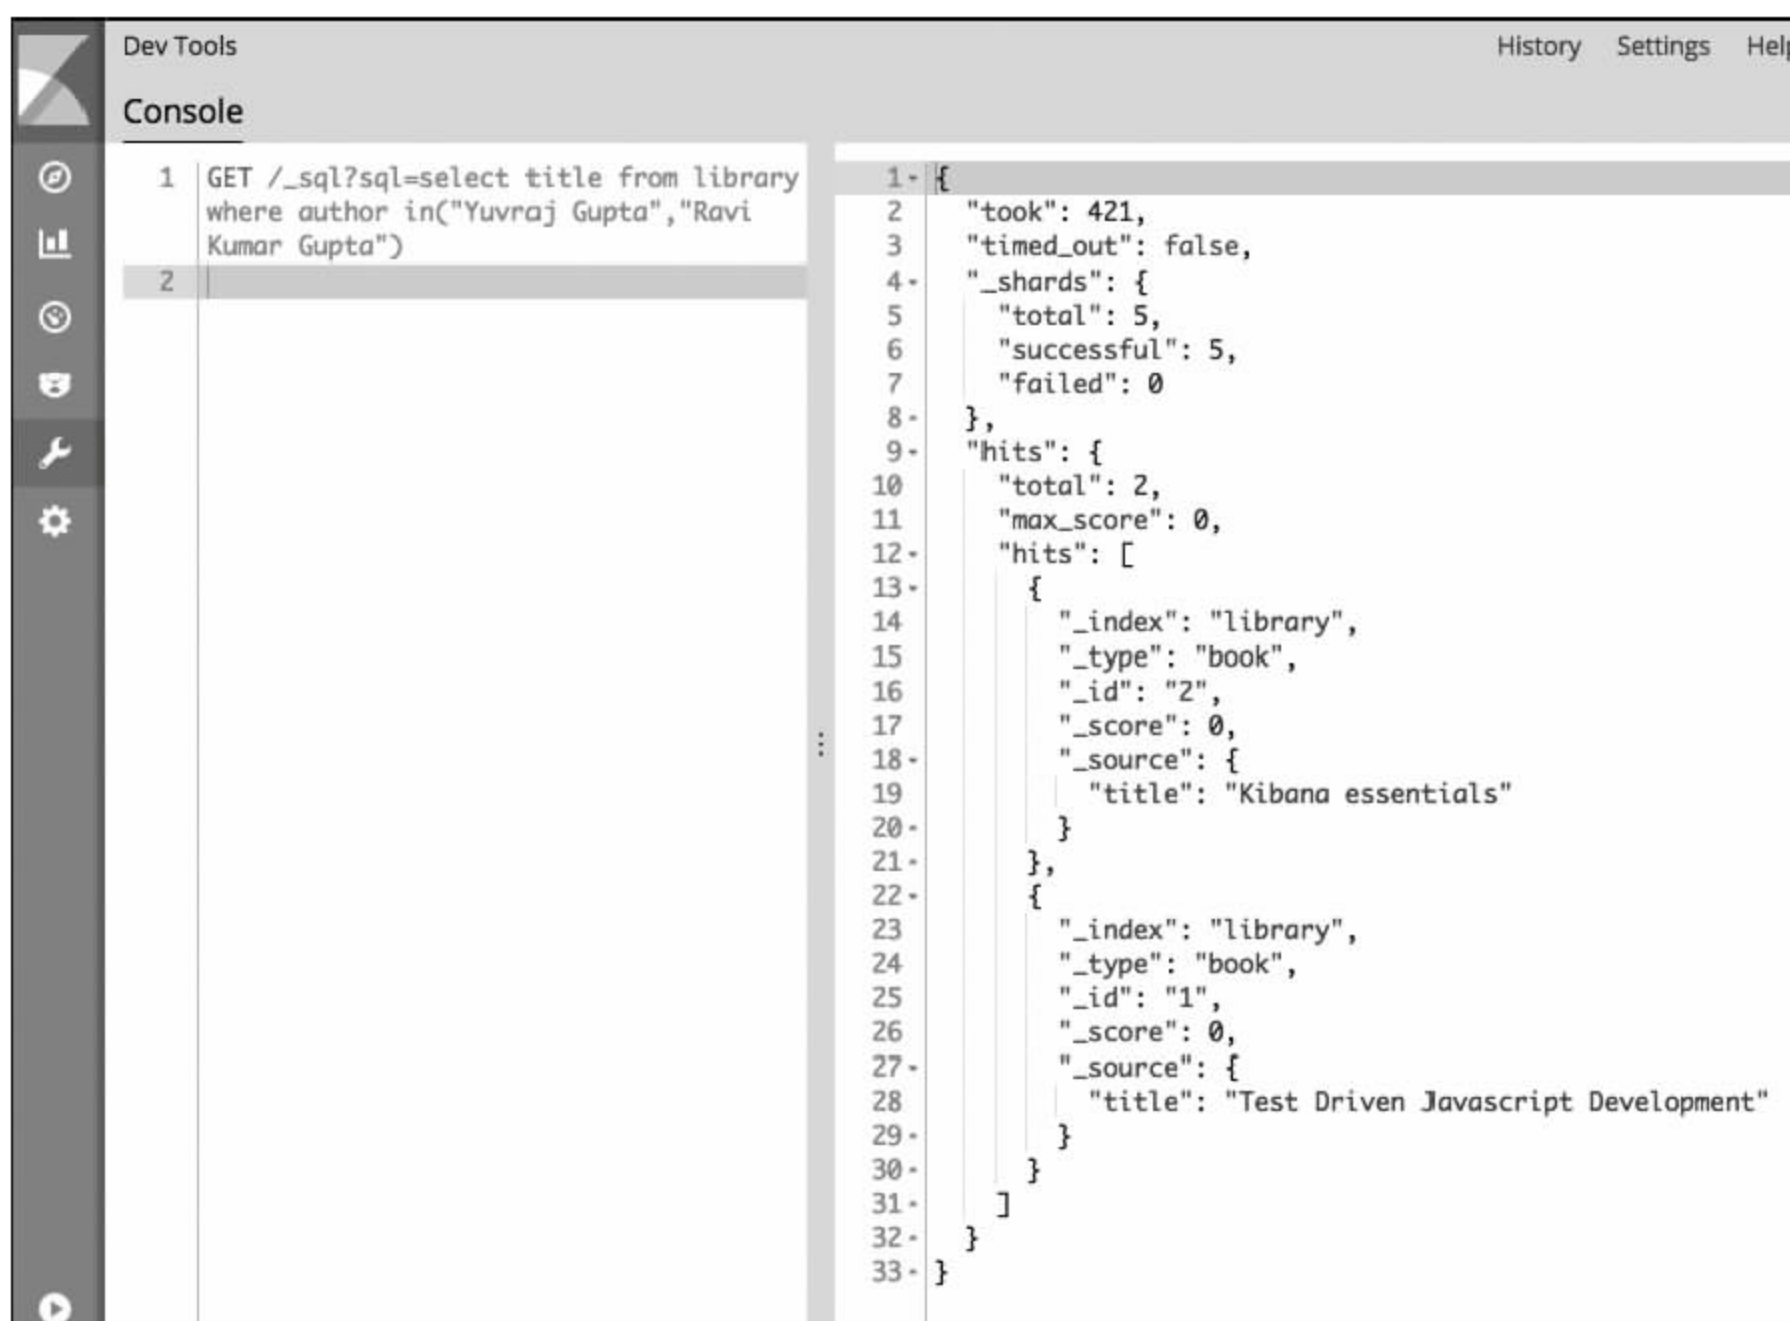 Dev Tools
History Settings
Console
1 GET /_sql?sql=select title from library
where author in("Yuvraj Gupta","Ravi
Kumar Gupta")
2
1 {
2 "took": 421,
3 "timed_out": false,
4 "_shards": {
5 "total": 5,
6 "successful": 5,
7 "failed": 0
8 },
9 "hits": {
10 "total": 2,
11 "max_score": 0,
12 "hits": [
13 {
14 "_index": "library",
15 "_type": "book",
16 "_id": "2",
17 "_score": 0,
18 "_source": {
19 "title": "Kibana essentials"
20 }
21 },
22 {
23 "_index": "library",
24 "_type": "book",
25 "_id": "1",
26 "_score": 0,
27 "_source": {
28 "title": "Test Driven Javascript Development"
29 }
30 }
31 ]
32 }
33 }